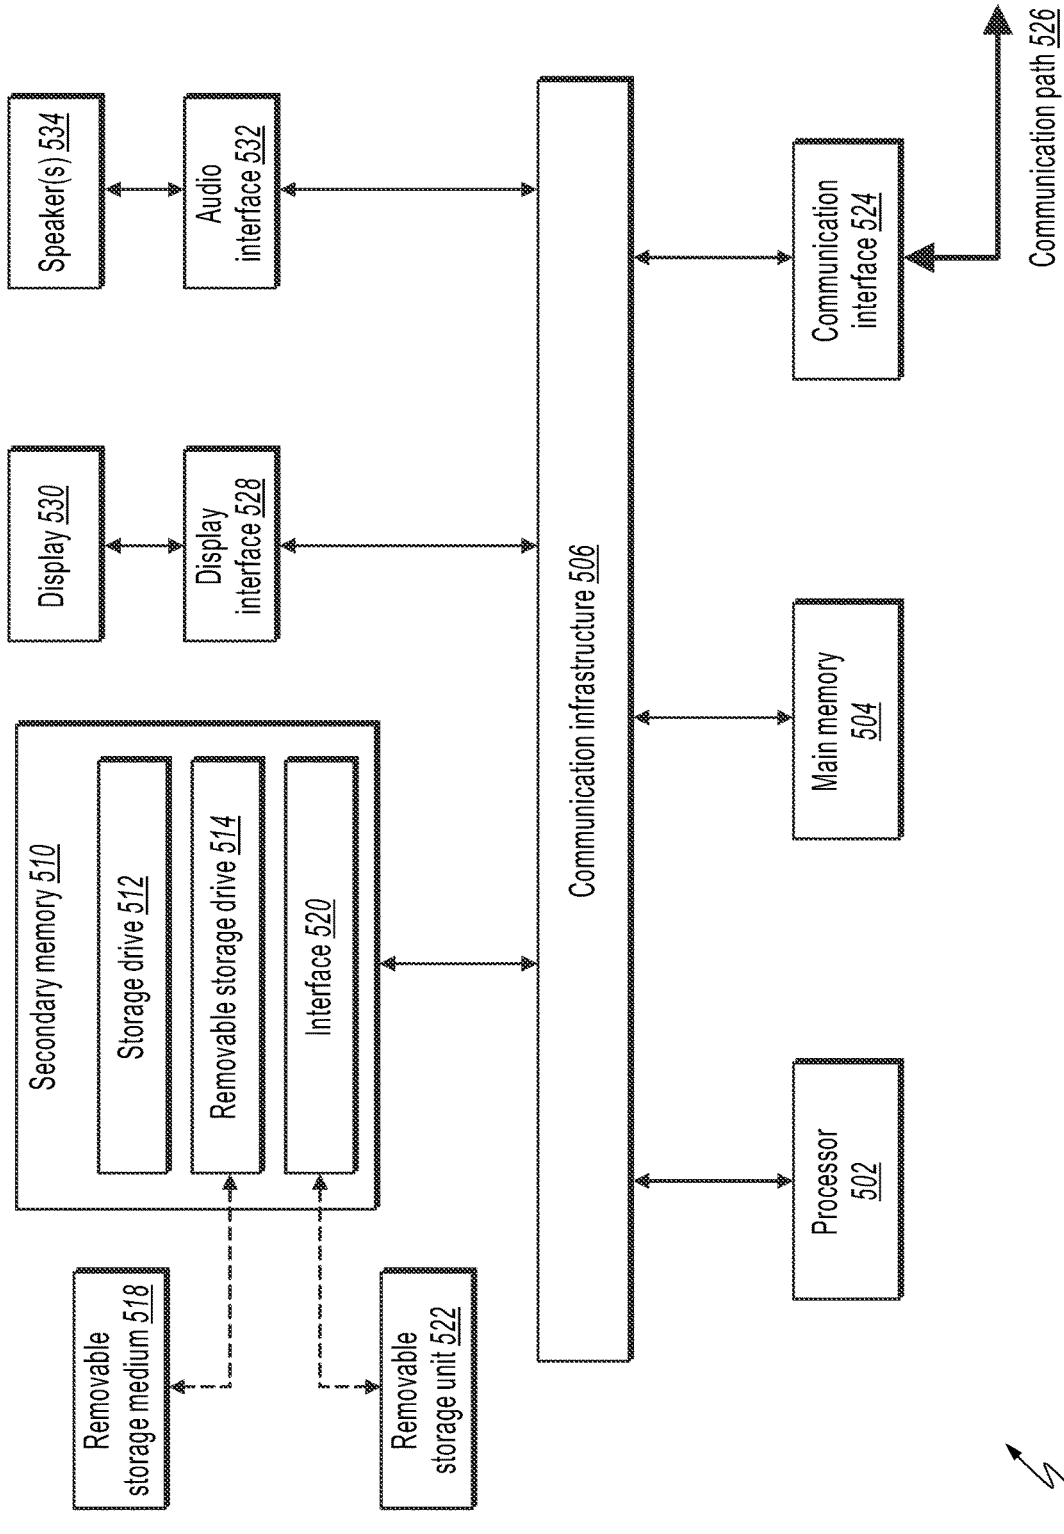 Removable
storage medium 518
Secondary memory 510
Storage drive 512
Removable storage drive 514
Interface 520
Removable
storage unit 522
Display 530
Display
interface 528
Speaker(s) 534
Audio
interface 532
Communication infrastructure 506
Processor
502
Main memory
504
Communication
interface 524
Communication path 526